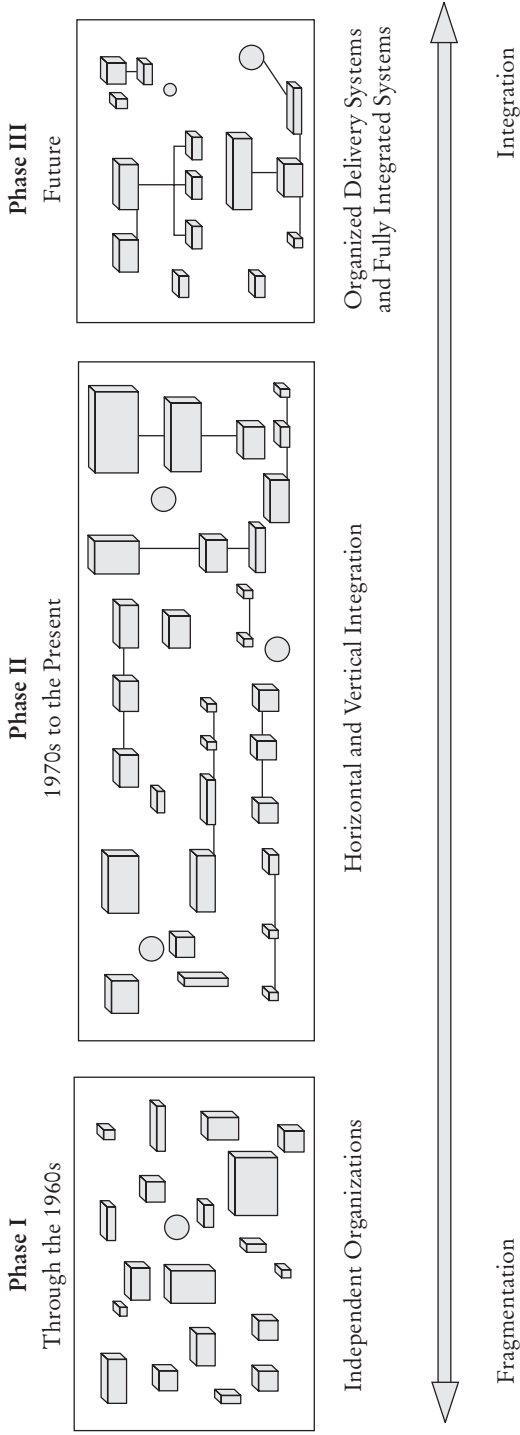 Phase I
Through the 1960s
Independent Organizations
Phase II
1970s to the Present
Horizontal and Vertical Integration
Phase III
Future
Organized Delivery Systems
and Fully Integrated Systems
Fragmentation
Integration